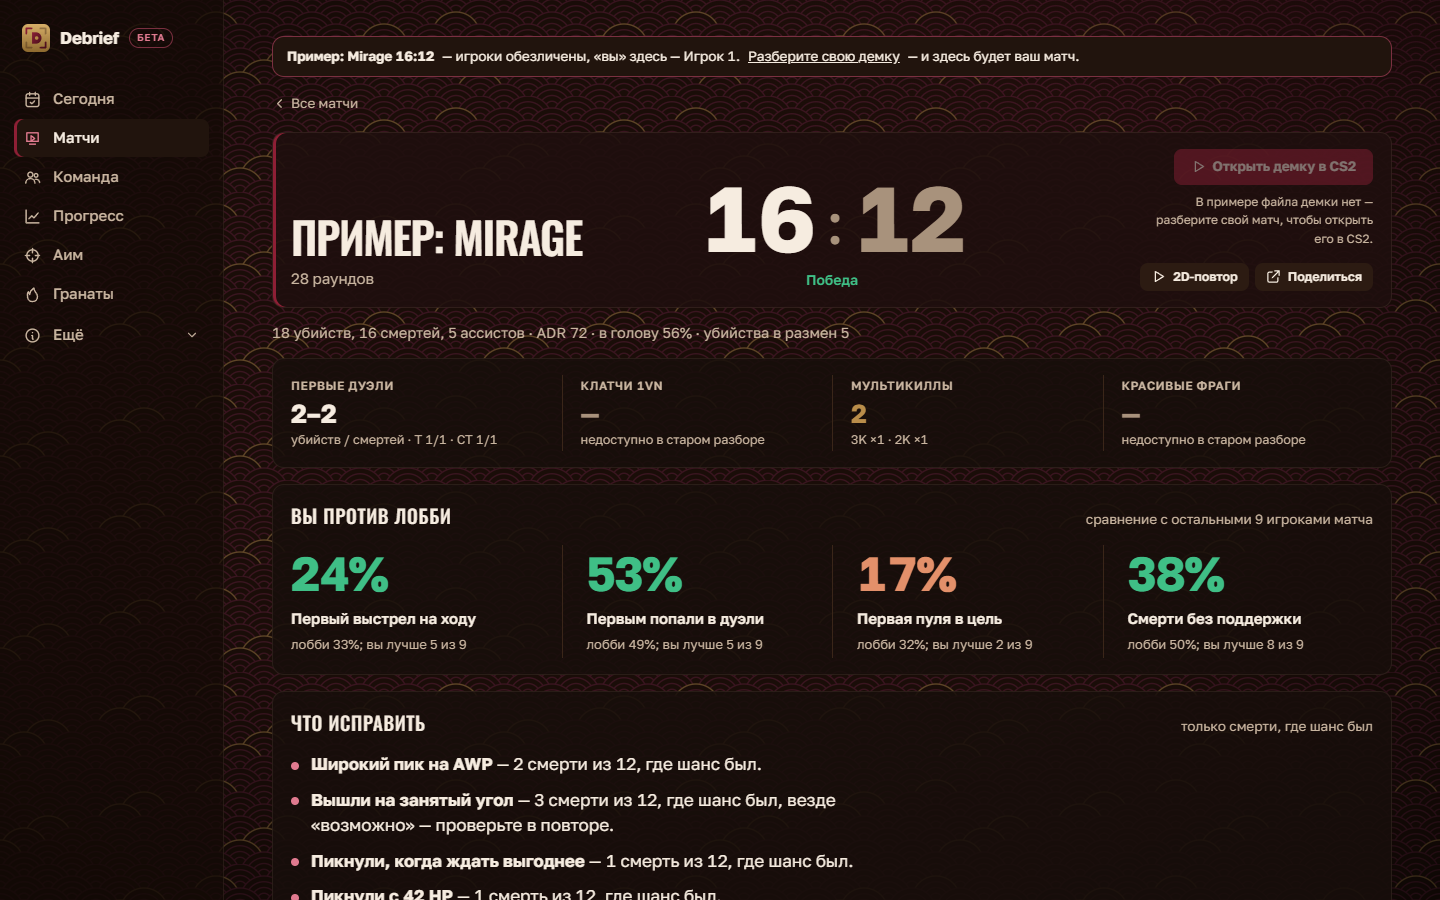 Debrief БЕТА
Сегодня
Матчи
Команда
Прогресс
Аим
Гранаты
Ещё
Пример: Mirage 16:12 — игроки обезличены, «вы» здесь — Игрок 1. Разберите свою демку — и здесь будет ваш матч.
Все матчи
ПРИМЕР: MIRAGE
28 раундов
16 : 12
Победа
Открыть демку в CS2
В примере файла демки нет —
разберите свой матч, чтобы открыть
его в CS2.
2D-повтор
Поделиться
18 убийств, 16 смертей, 5 ассистов · ADR 72 · в голову 56% · убийства в размен 5
ПЕРВЫЕ ДУЭЛИ
2–2
убийств / смертей · T 1/1 · CT 1/1
КЛАТЧИ 1VN
—
недоступно в старом разборе
МУЛЬТИКИЛЛЫ
2
3K ×1 · 2K ×1
КРАСИВЫЕ ФРАГИ
—
недоступно в старом разборе
ВЫ ПРОТИВ ЛОББИ
сравнение с остальными 9 игроками матча
24%
Первый выстрел на ходу
лобби 33%; вы лучше 5 из 9
53%
Первым попали в дуэли
лобби 49%; вы лучше 5 из 9
17%
Первая пуля в цель
лобби 32%; вы лучше 2 из 9
38%
Смерти без поддержки
лобби 50%; вы лучше 8 из 9
ЧТО ИСПРАВИТЬ
только смерти, где шанс был
Широкий пик на AWP — 2 смерти из 12, где шанс был.
Вышли на занятый угол — 3 смерти из 12, где шанс был, везде
«возможно» — проверьте в повторе.
Пикнули, когда ждать выгоднее — 1 смерть из 12, где шанс был.
Пикнули с 42 HP — 1 смерть из 12, где шанс был.